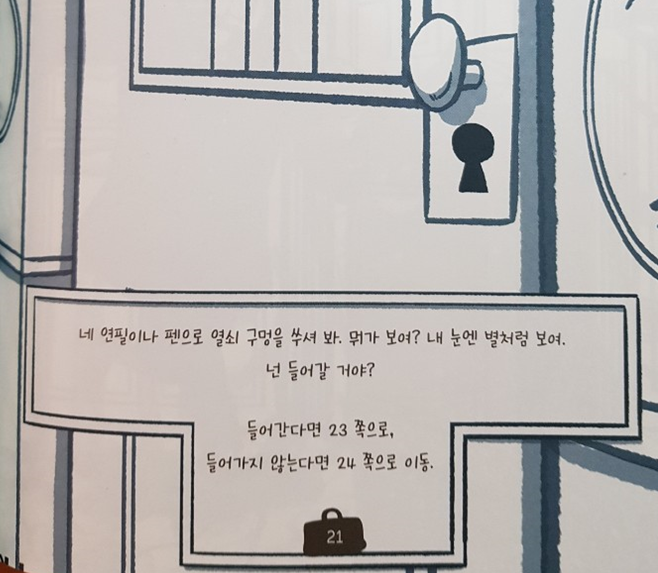 네 연필이나 펜으로 열쇠 구멍을 쑤셔 봐. 뭐가 보여? 내 눈엔 별처럼 보여.
넌 들어갈 거야?
들어간다면 23 쪽으로,
들어가지 않는다면 24 쪽으로 이동.
21